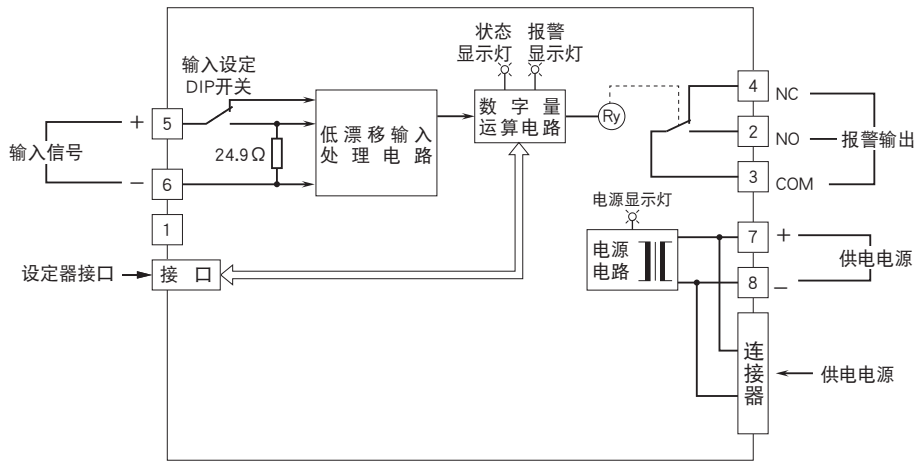 状态 报警
显示灯 显示灯
输入设定
DIP开关
4 NC
+ 5
低漂移输入
处理电路
数字量
运算电路
Ry
2 NO
报警输出
输入信号
24.9Ω
3 COM
− 6
电源显示灯
1
电源
电路
7 +
供电电源
设定器接口
接口
8 −
连接器
供电电源